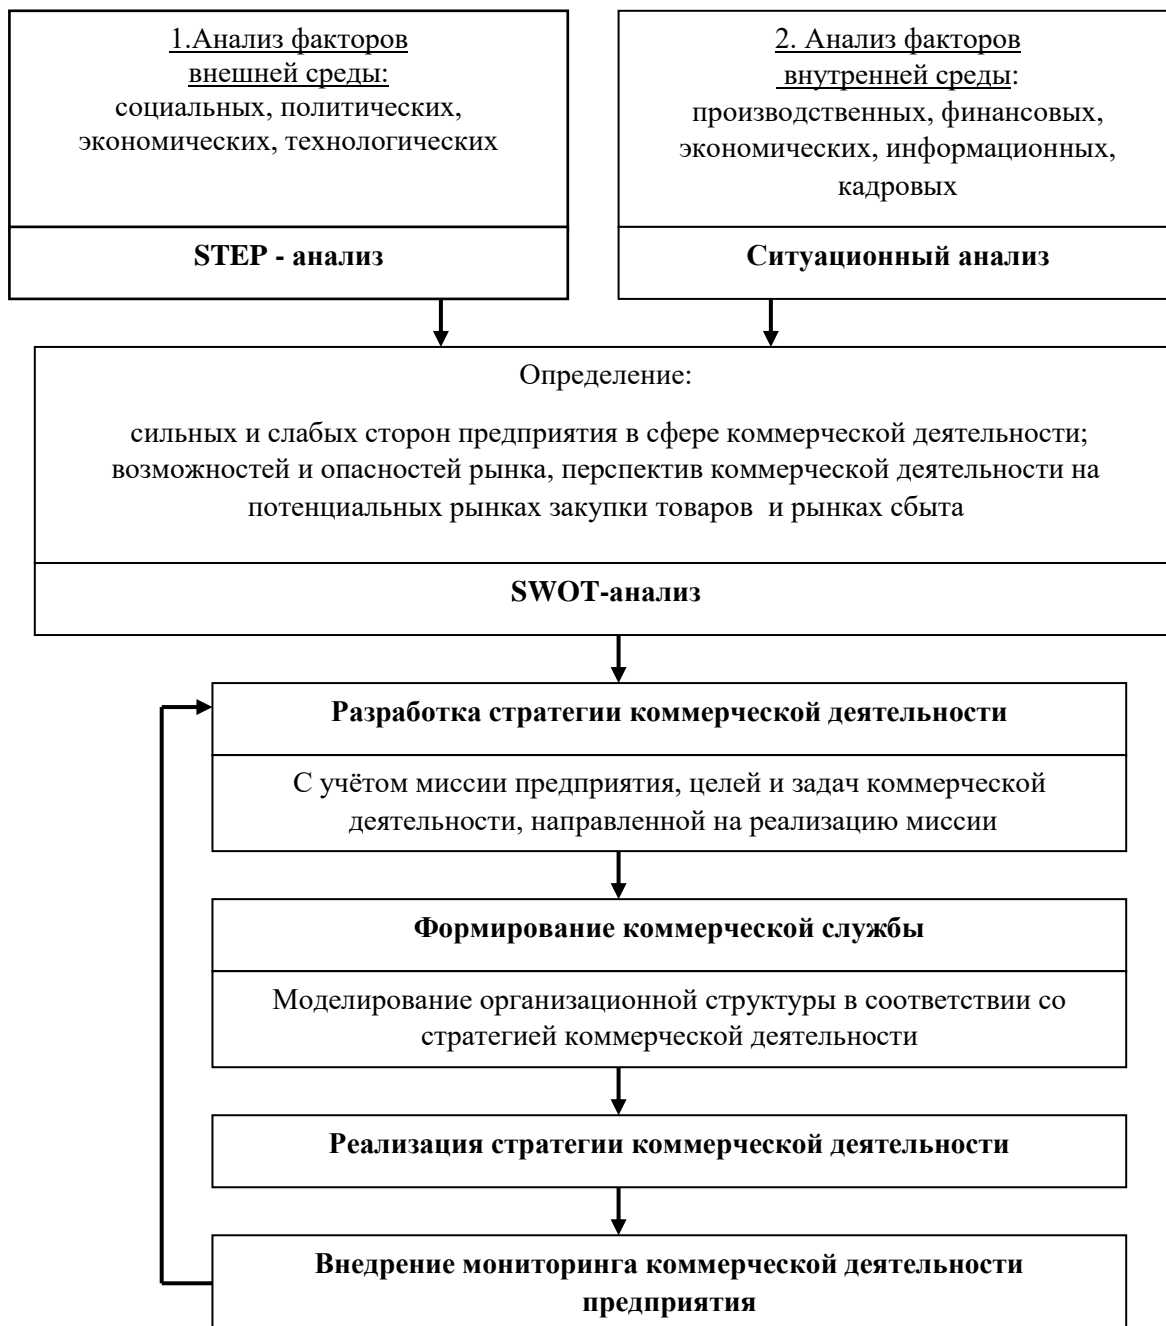 1.Анализ факторов
внешней среды:
социальных, политических,
экономических, технологических
STEP - анализ
2. Анализ факторов
внутренней среды:
производственных, финансовых,
экономических, информационных,
кадровых
Ситуационный анализ
Определение:
сильных и слабых сторон предприятия в сфере коммерческой деятельности;
возможностей и опасностей рынка, перспектив коммерческой деятельности на
потенциальных рынках закупки товаров и рынках сбыта
SWOT-анализ
Разработка стратегии коммерческой деятельности
С учётом миссии предприятия, целей и задач коммерческой
деятельности, направленной на реализацию миссии
Формирование коммерческой службы
Моделирование организационной структуры в соответствии со
стратегией коммерческой деятельности
Реализация стратегии коммерческой деятельности
Внедрение мониторинга коммерческой деятельности
предприятия